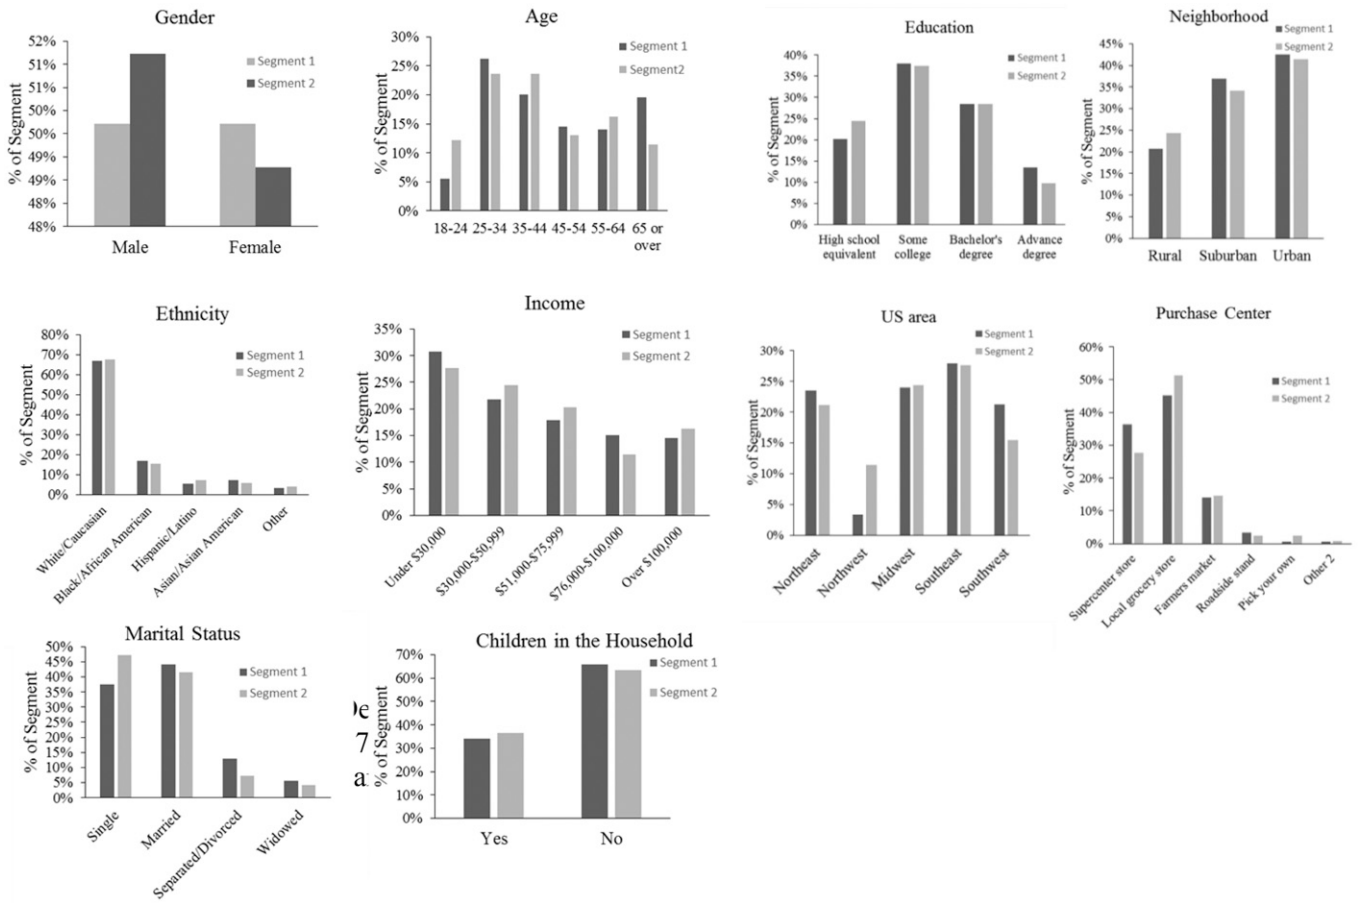 Gender
52%
51%
51%
50%
50%
49%
49%
48%
48%
% of Segment
Segment 1
Segment 2
Male
Female
Age
30%
25%
20%
15%
10%
5%
0%
% of Segment
Segment 1
Segment2
18-24
25-34
35-44
45-54
55-64
65 or
over
Education
40%
35%
30%
25%
20%
15%
10%
5%
0%
% of Segment
Segment 1
Segment 2
High school
equivalent
Some
college
Bachelor's
degree
Advance
degree
Neighborhood
45%
40%
35%
30%
25%
20%
15%
10%
5%
0%
% of Segment
Segment 1
Segment 2
Rural
Suburban
Urban
Ethnicity
80%
70%
60%
50%
40%
30%
20%
10%
0%
% of Segment
Segment 1
Segment 2
White/Caucasian
Black/African American
Hispanic/Latino
Asian/Asian American
Other
Income
35%
30%
25%
20%
15%
10%
5%
0%
% of Segment
Segment 1
Segment 2
Under $30,000
$30,000-$50,999
$51,000-$75,999
$76,000-$100,000
Over $100,000
US area
30%
25%
20%
15%
10%
5%
0%
% of Segment
Segment 1
Segment 2
Northeast
Northwest
Midwest
Southeast
Southwest
Purchase Center
60%
50%
40%
30%
20%
10%
0%
% of Segment
Segment 1
Segment 2
Supercenter store
Local grocery store
Farmers market
Roadside stand
Pick your own
Other 2
Marital Status
50%
45%
40%
35%
30%
25%
20%
15%
10%
5%
0%
% of Segment
Segment 1
Segment 2
Single
Married
Separated/Divorced
Widowed
Children in the Household
70%
60%
50%
40%
30%
20%
10%
0%
% of Segment
Segment 1
Segment 2
Yes
No